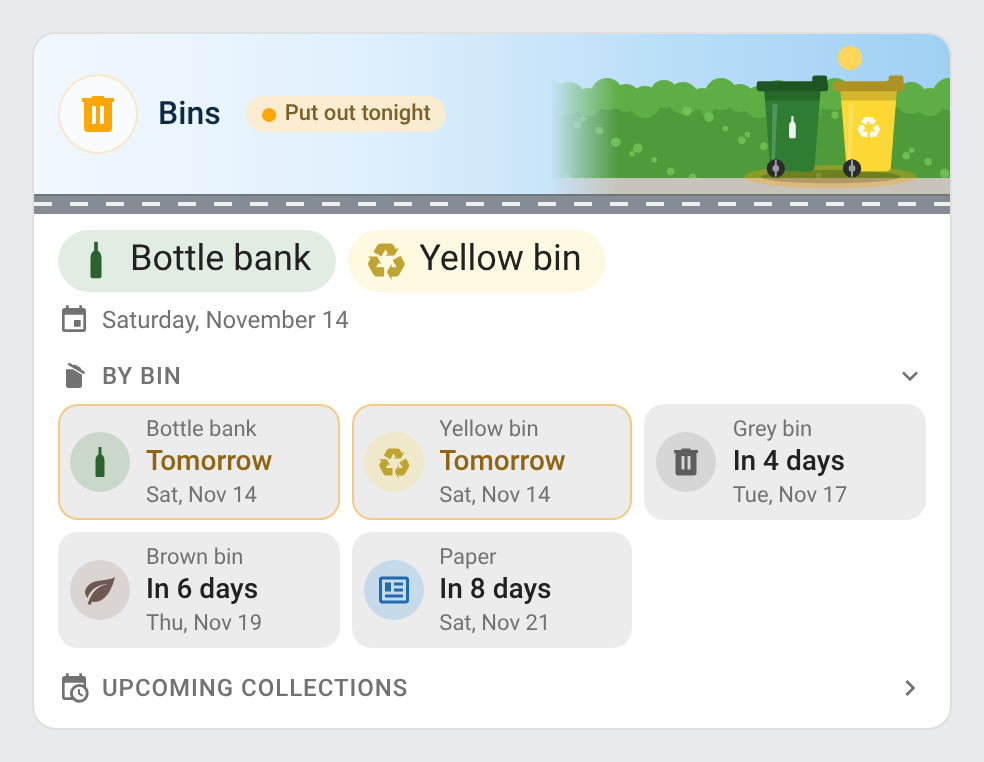 Bins
Put out tonight
Bottle bank
Yellow bin
Saturday, November 14
BY BIN
Bottle bank
Tomorrow
Sat, Nov 14
Yellow bin
Tomorrow
Sat, Nov 14
Grey bin
In 4 days
Tue, Nov 17
Brown bin
In 6 days
Thu, Nov 19
Paper
In 8 days
Sat, Nov 21
UPCOMING COLLECTIONS